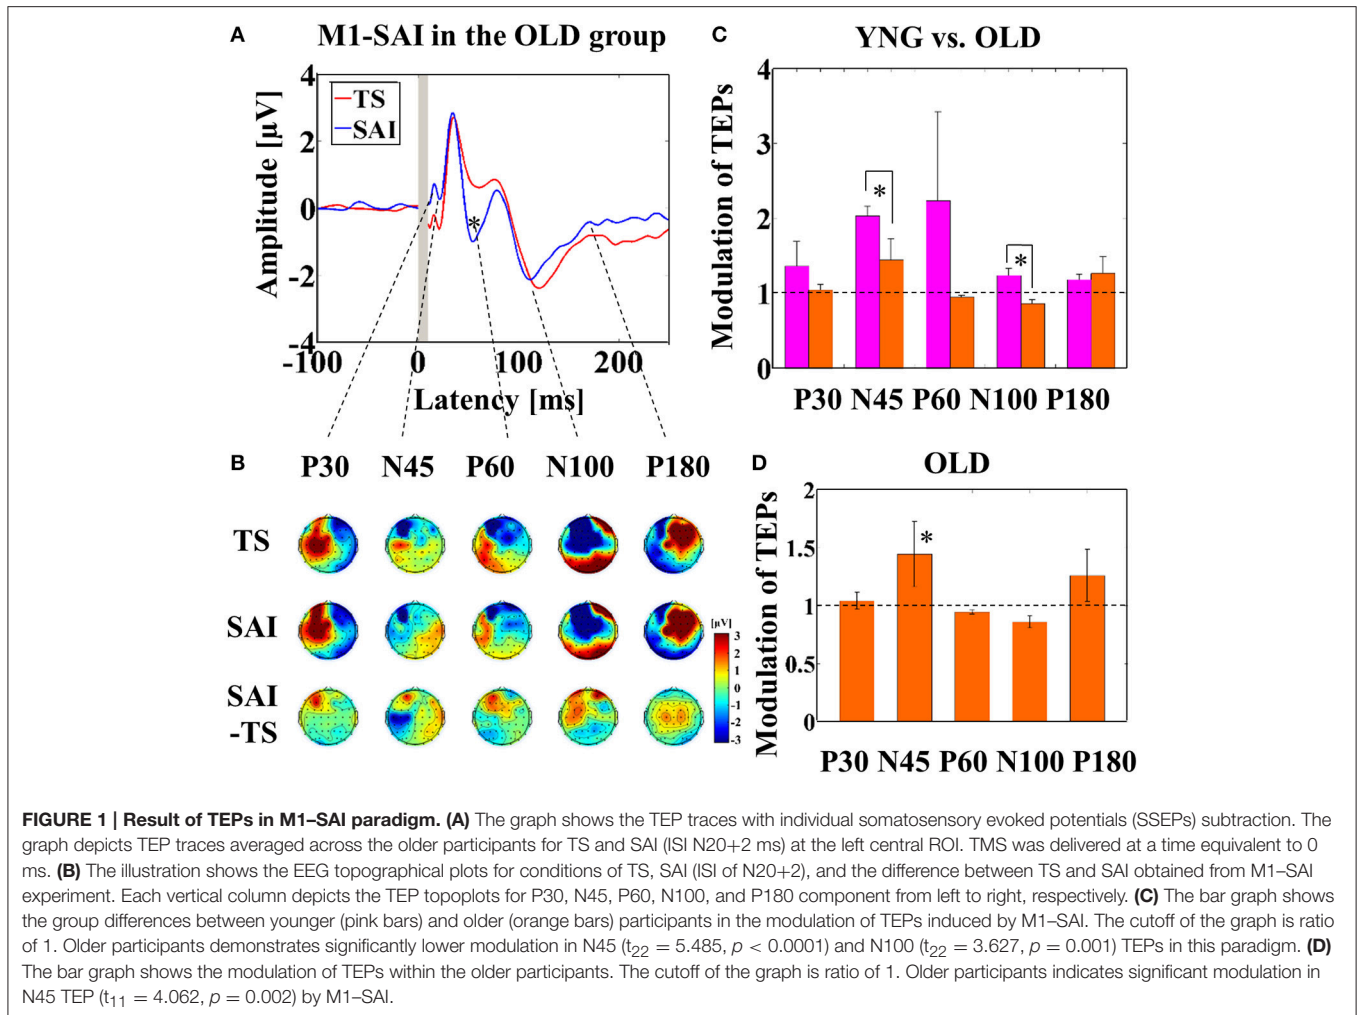 A
M1-SAI in the OLD group
Amplitude [µV]
4
2
0
-2
-4
TS
SAI
*
-100
0
100
200
Latency [ms]
B
P30 N45 P60 N100 P180
TS
SAI
SAI
-TS
[µV]
3
2
1
0
-1
-2
-3
C
YNG vs. OLD
Modulation of TEPs
4
3
2
1
0
*
*
P30 N45 P60 N100 P180
D
OLD
Modulation of TEPs
2
1.5
1
0.5
0
*
P30 N45 P60 N100 P180
FIGURE 1 | Result of TEPs in M1–SAI paradigm. (A) The graph shows the TEP traces with individual somatosensory evoked potentials (SSEPs) subtraction. The
graph depicts TEP traces averaged across the older participants for TS and SAI (ISI N20+2 ms) at the left central ROI. TMS was delivered at a time equivalent to 0
ms. (B) The illustration shows the EEG topographical plots for conditions of TS, SAI (ISI of N20+2), and the difference between TS and SAI obtained from M1–SAI
experiment. Each vertical column depicts the TEP topoplots for P30, N45, P60, N100, and P180 component from left to right, respectively. (C) The bar graph shows
the group differences between younger (pink bars) and older (orange bars) participants in the modulation of TEPs induced by M1–SAI. The cutoff of the graph is ratio
of 1. Older participants demonstrates significantly lower modulation in N45 (t22 = 5.485, p < 0.0001) and N100 (t22 = 3.627, p = 0.001) TEPs in this paradigm. (D)
The bar graph shows the modulation of TEPs within the older participants. The cutoff of the graph is ratio of 1. Older participants indicates significant modulation in
N45 TEP (t11 = 4.062, p = 0.002) by M1–SAI.